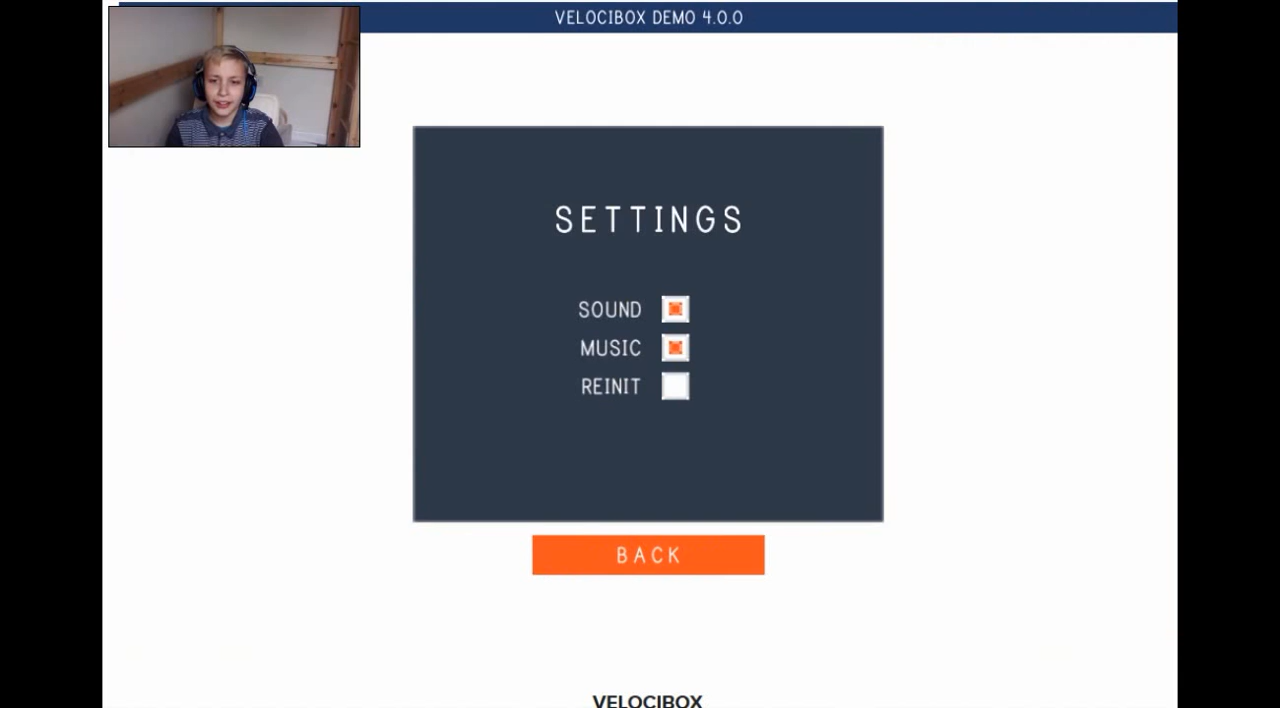 VELOCIBOX DEMO 4.0.0
SETTINGS
SOUND
MUSIC
REINIT
BACK
VELOCIBOX